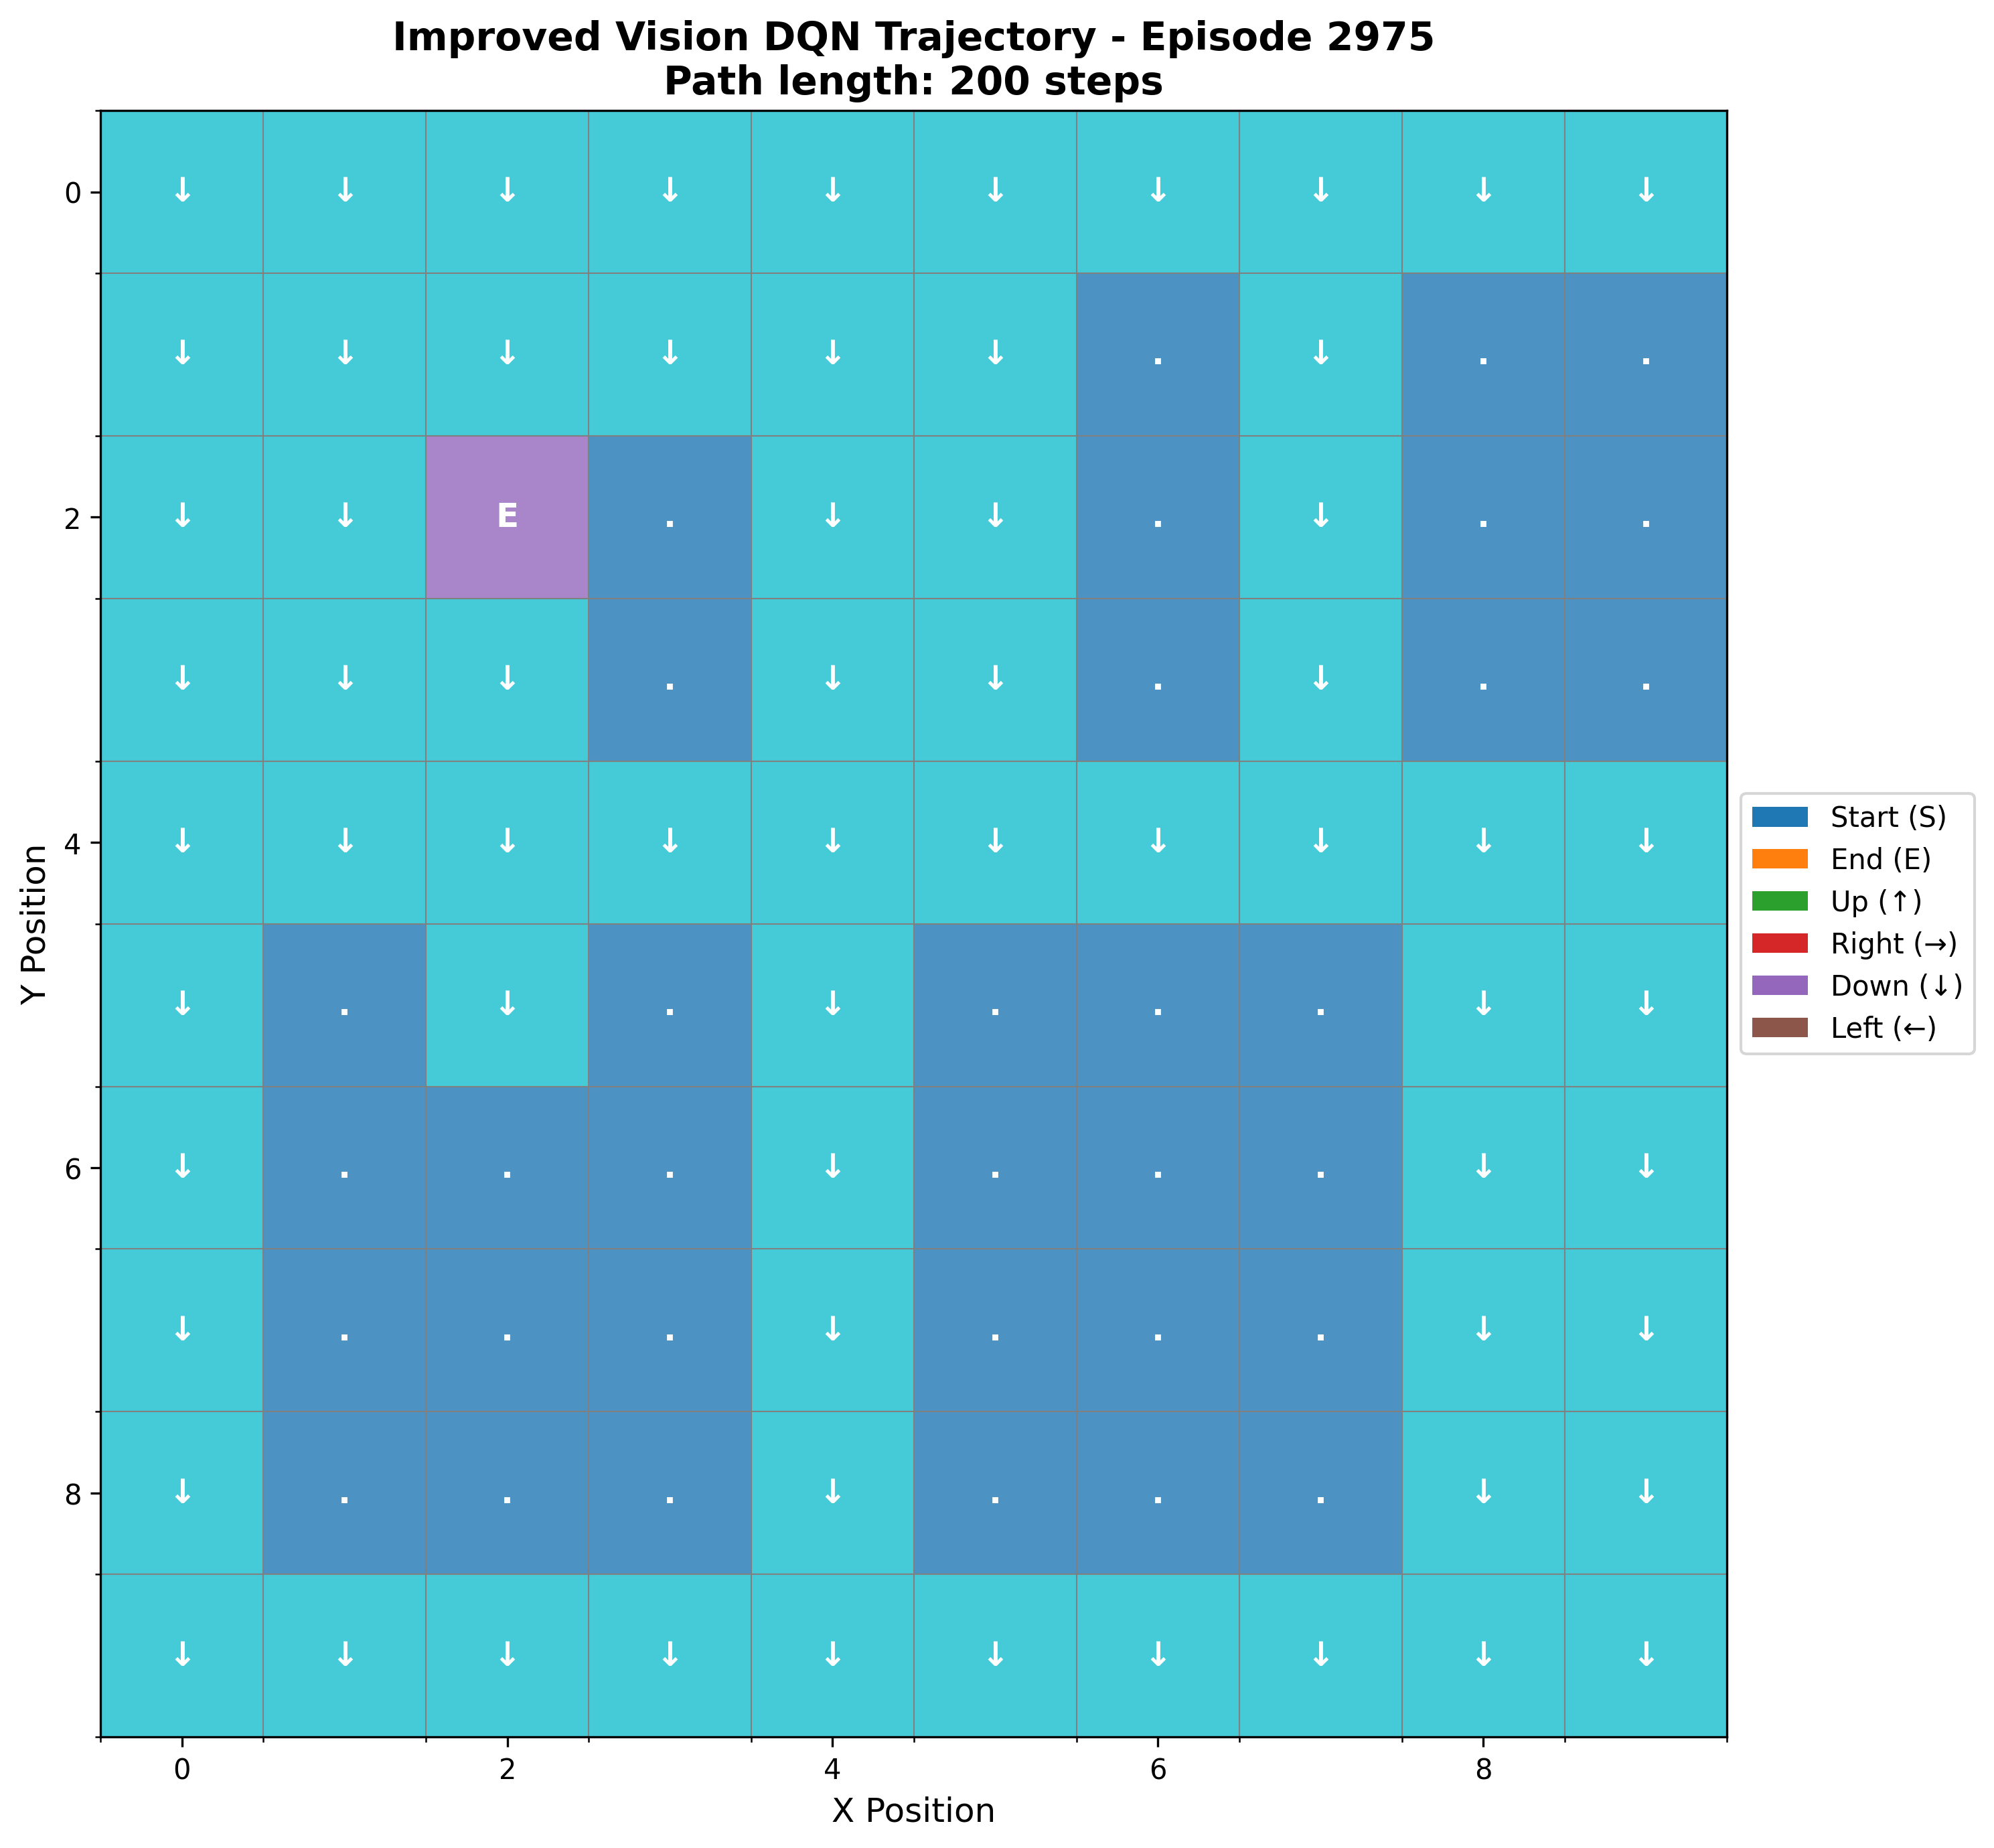 Improved Vision DQN Trajectory - Episode 2975
Path length: 200 steps
0 ↓ ↓ ↓ ↓ ↓ ↓ ↓ ↓ ↓ ↓
↓ ↓ ↓ ↓ ↓ ↓ . ↓ . .
2 ↓ ↓ E . ↓ ↓ . ↓ . .
↓ ↓ ↓ . ↓ ↓ . ↓ . .
4 ↓ ↓ ↓ ↓ ↓ ↓ ↓ ↓ ↓ ↓
↓ . ↓ . ↓ . . . ↓ ↓
6 ↓ . . . ↓ . . . ↓ ↓
↓ . . . ↓ . . . ↓ ↓
8 ↓ . . . ↓ . . . ↓ ↓
↓ ↓ ↓ ↓ ↓ ↓ ↓ ↓ ↓ ↓
0 2 4 6 8
X Position
Y Position
Start (S)
End (E)
Up (↑)
Right (→)
Down (↓)
Left (←)